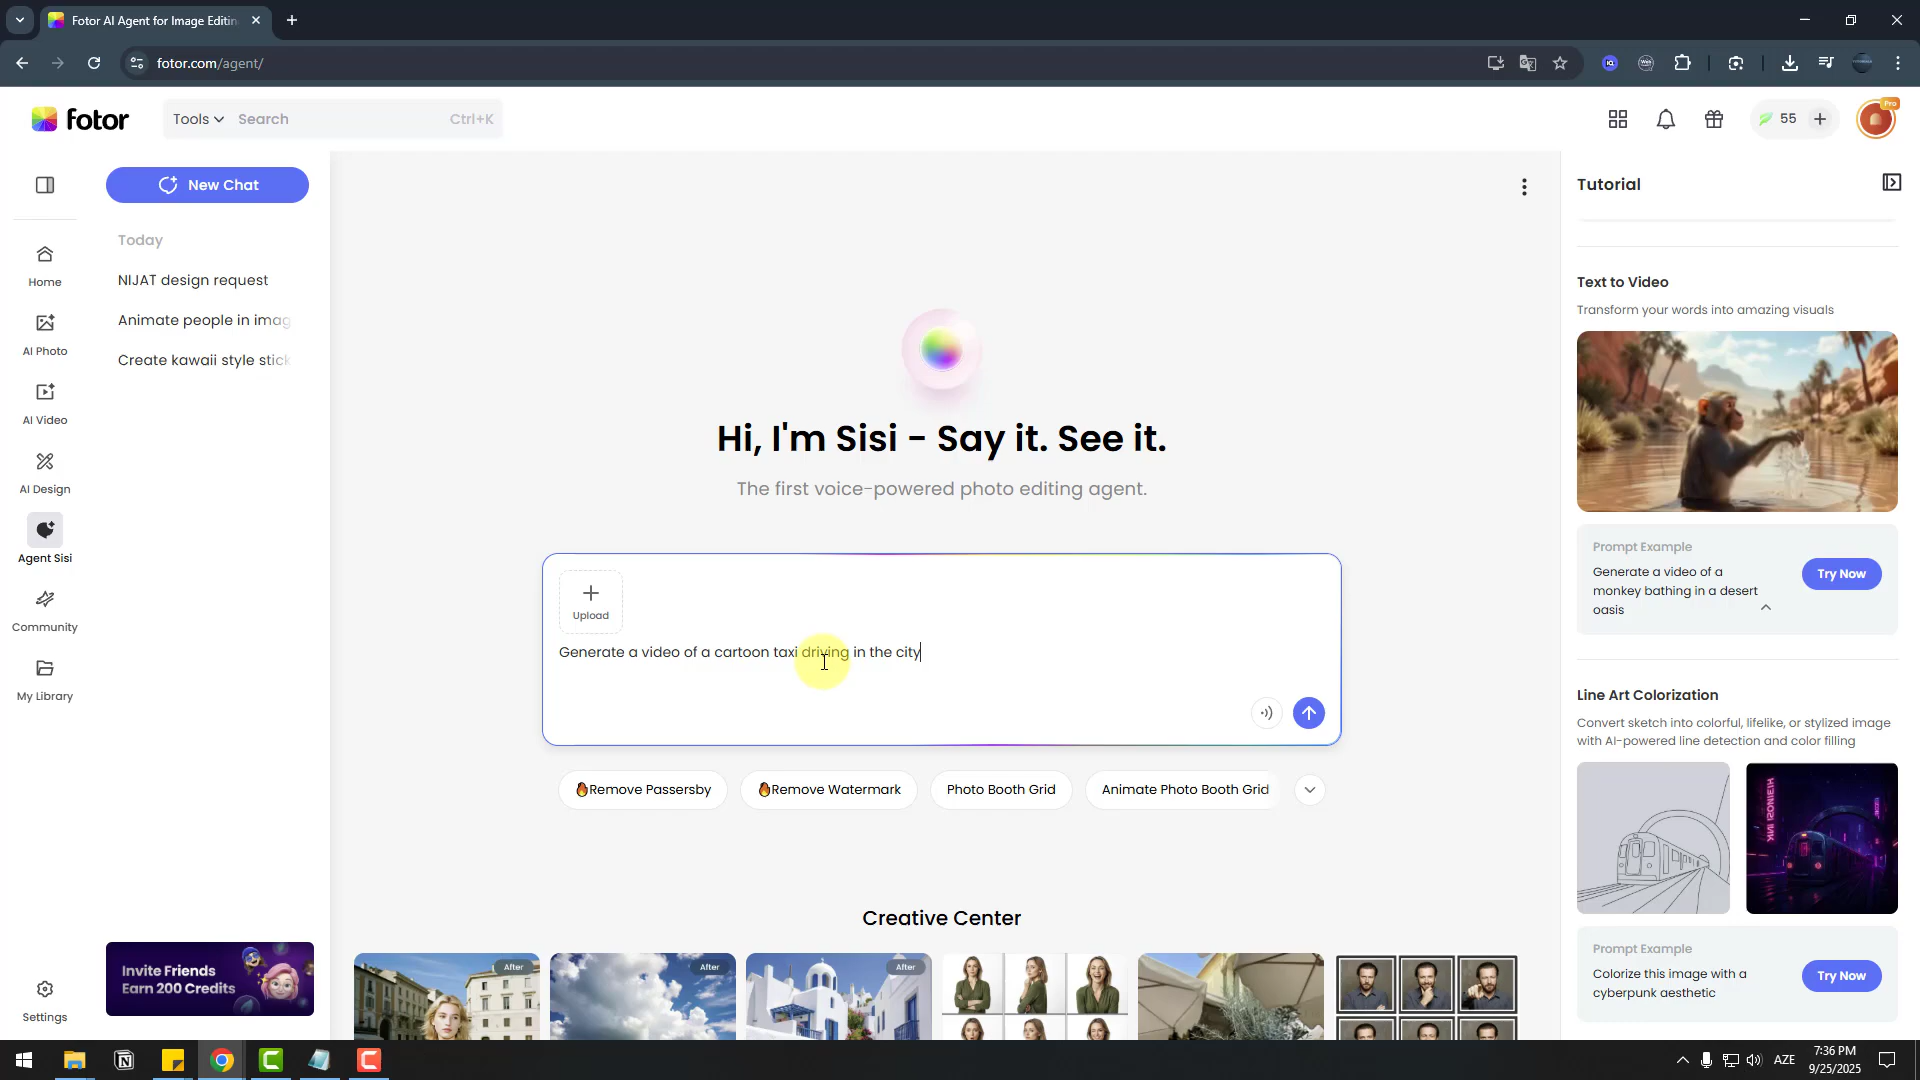 Fotor AI Agent for Image Editin
fotor.com/agent/
fotor
Tools
Search
Ctrl+K
55
Pro
New Chat
Today
NIJAT design request
Animate people in imag
Create kawaii style stick
Home
AI Photo
AI Video
AI Design
Agent Sisi
Community
My Library
Settings
Invite Friends
Earn 200 Credits
Hi, I'm Sisi - Say it. See it.
The first voice-powered photo editing agent.
Upload
Generate a video of a cartoon taxi driving in the city
Remove Passersby
Remove Watermark
Photo Booth Grid
Animate Photo Booth Grid
Creative Center
After
After
After
Tutorial
Text to Video
Transform your words into amazing visuals
Prompt Example
Generate a video of a
monkey bathing in a desert
oasis
Try Now
Line Art Colorization
Convert sketch into colorful, lifelike, or stylized image
with AI-powered line detection and color filling
Prompt Example
Colorize this image with a
cyberpunk aesthetic
Try Now
AZE
7:36 PM
9/25/2025